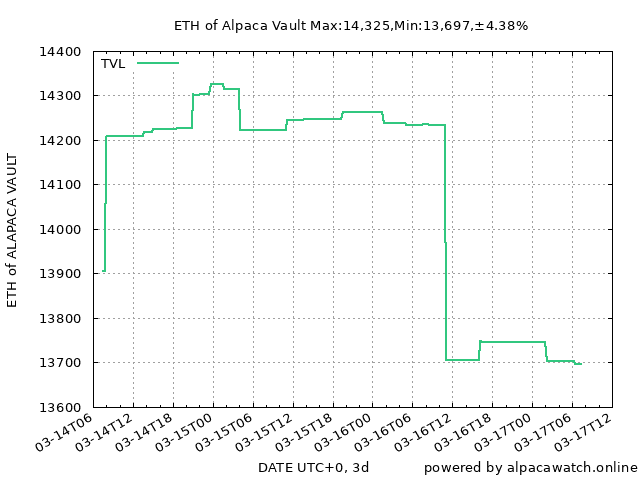 ETH of Alpaca Vault Max:14,325,Min:13,697,±4.38%
TVL
14400
14300
14200
14100
14000
13900
13800
13700
13600
ETH of ALAPACA VAULT
03-14T06
03-14T12
03-14T18
03-15T00
03-15T06
03-15T12
03-15T18
03-16T00
03-16T06
03-16T12
03-16T18
03-17T00
03-17T06
03-17T12
DATE UTC+0, 3d
powered by alpacawatch.online